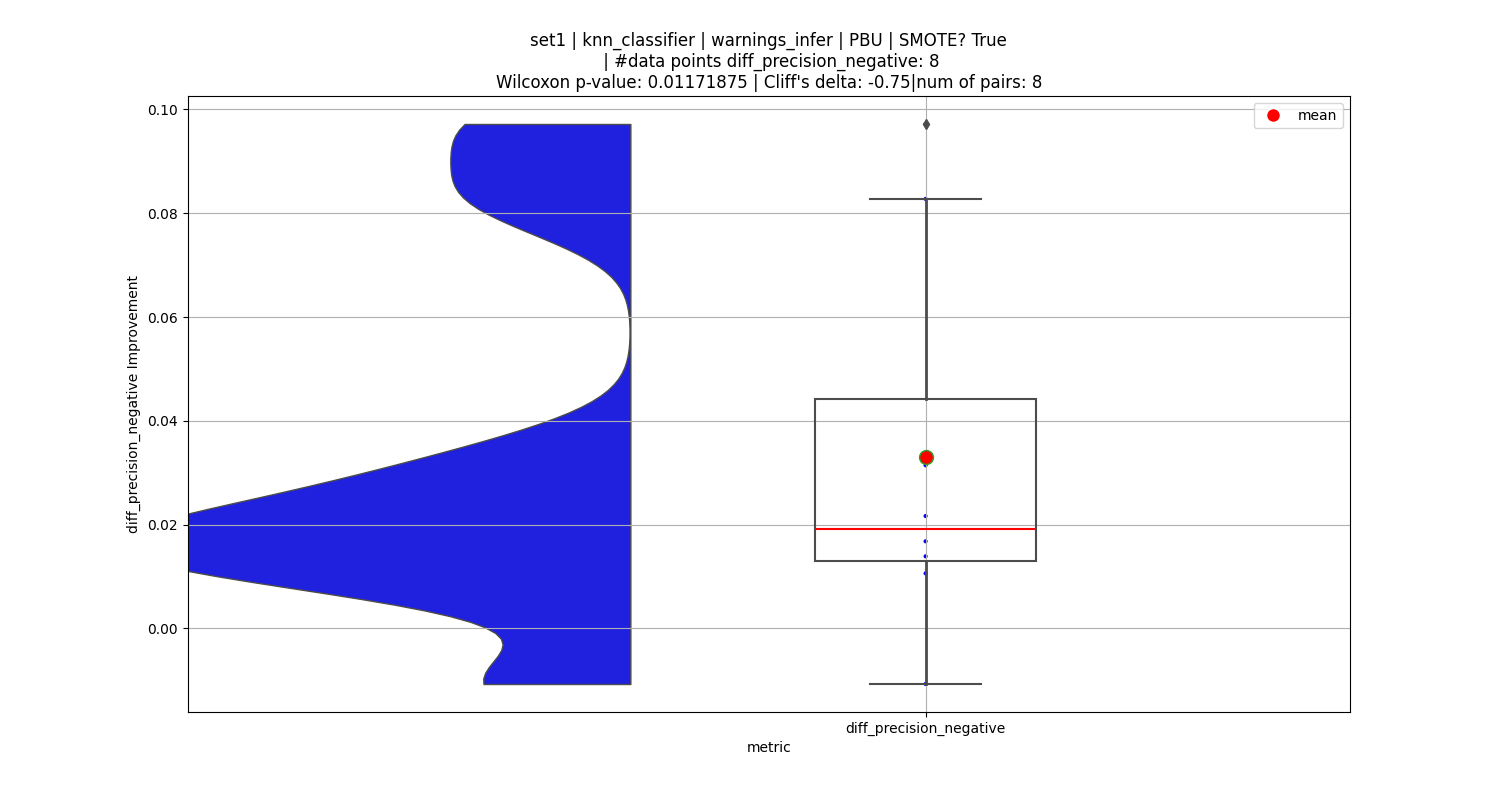 set1 | knn_classifier | warnings_infer | PBU | SMOTE? True
| #data points diff_precision_negative: 8
Wilcoxon p-value: 0.01171875 | Cliff's delta: -0.75|num of pairs: 8
mean
0.10
0.08
0.06
0.04
0.02
0.00
diff_precision_negative Improvement
diff_precision_negative
metric